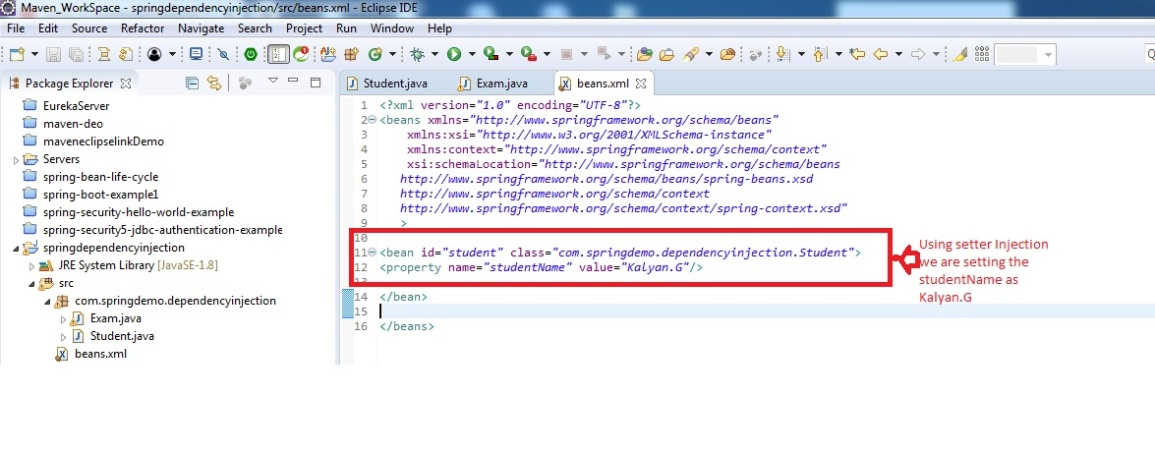 Maven_WorkSpace - springdependencyinjection/src/beans.xml - Eclipse IDE
File Edit Source Refactor Navigate Search Project Run Window Help
Package Explorer
Student.java Exam.java beans.xml
EurekaServer
maven-deo
maveneclipselinkDemo
Servers
spring-bean-life-cycle
spring-boot-example1
spring-security-hello-world-example
spring-security5-jdbc-authentication-example
springdependencyinjection
JRE System Library [JavaSE-1.8]
src
com.springdemo.dependencyinjection
Exam.java
Student.java
beans.xml
1 <?xml version="1.0" encoding="UTF-8"?>
2 <beans xmlns="http://www.springframework.org/schema/beans"
3 xmlns:xsi="http://www.w3.org/2001/XMLSchema-instance"
4 xmlns:context="http://www.springframework.org/schema/context"
5 xsi:schemaLocation="http://www.springframework.org/schema/beans
6 http://www.springframework.org/schema/beans/spring-beans.xsd
7 http://www.springframework.org/schema/context
8 http://www.springframework.org/schema/context/spring-context.xsd"
9 >
10
11 <bean id="student" class="com.springdemo.dependencyinjection.Student">
12 <property name="studentName" value="Kalyan.G"/>
13
14 </bean>
15
16 </beans>
Using setter Injection
we are setting the
studentName as
Kalyan.G